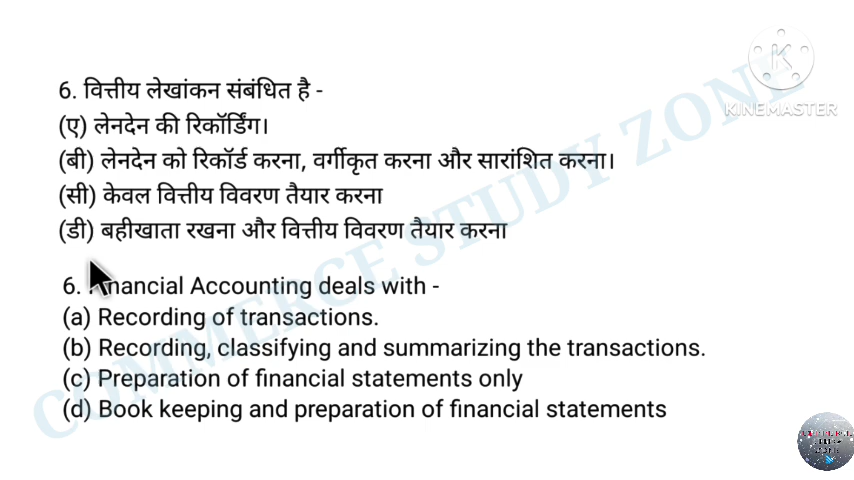 KINEMASTER
6. वित्तीय लेखांकन संबंधित है -
(ए) लेनदेन की रिकॉर्डिंग।
(बी) लेनदेन को रिकॉर्ड करना, वर्गीकृत करना और सारांशित करना।
(सी) केवल वित्तीय विवरण तैयार करना
(डी) बहीखाता रखना और वित्तीय विवरण तैयार करना
6. Financial Accounting deals with -
(a) Recording of transactions.
(b) Recording, classifying and summarizing the transactions.
(c) Preparation of financial statements only
(d) Book keeping and preparation of financial statements
COMMERCE STUDY ZONE